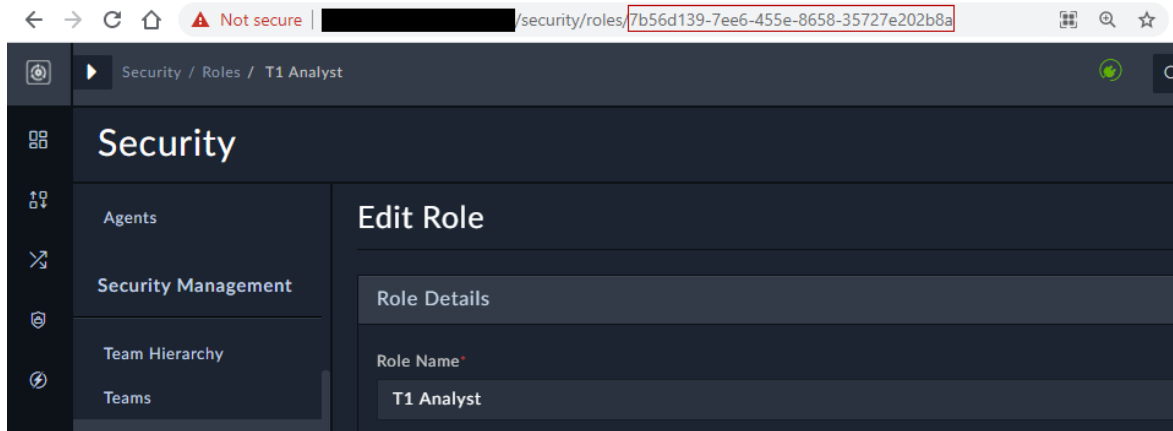 Not secure
/security/roles/7b56d139-7ee6-455e-8658-35727e202b8a
Security / Roles / T1 Analyst
Security
Agents
Edit Role
Security Management
Role Details
Team Hierarchy
Role Name*
Teams
T1 Analyst